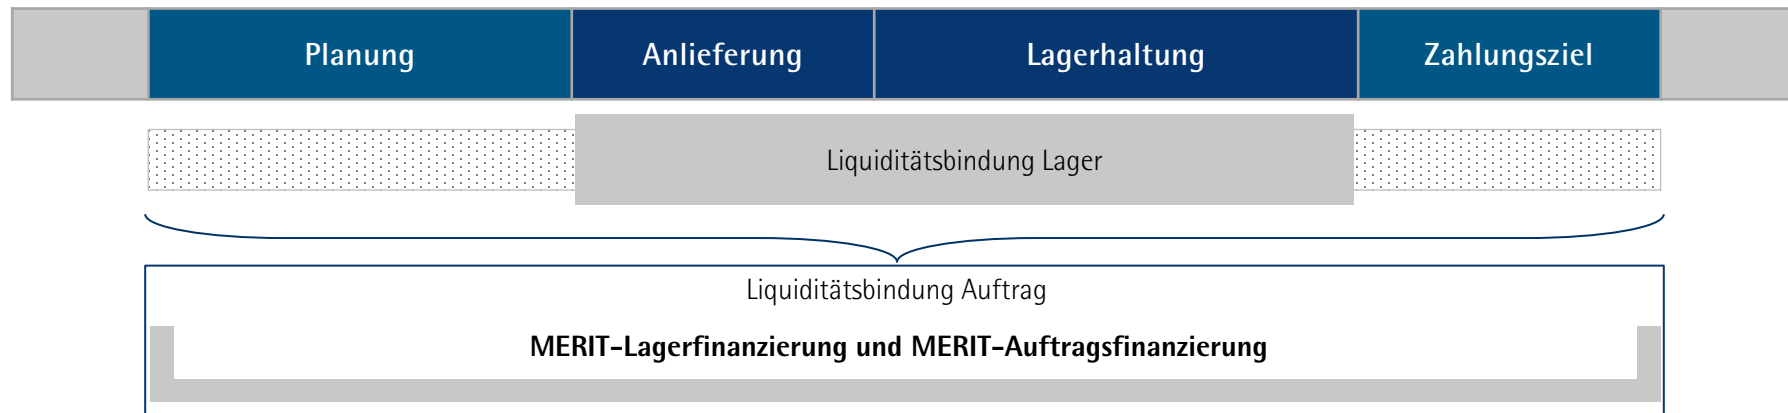 Planung Anlieferung Lagerhaltung Zahlungsziel
Liquiditätsbindung Lager
Liquiditätsbindung Auftrag
MERIT-Lagerfinanzierung und MERIT-Auftragsfinanzierung